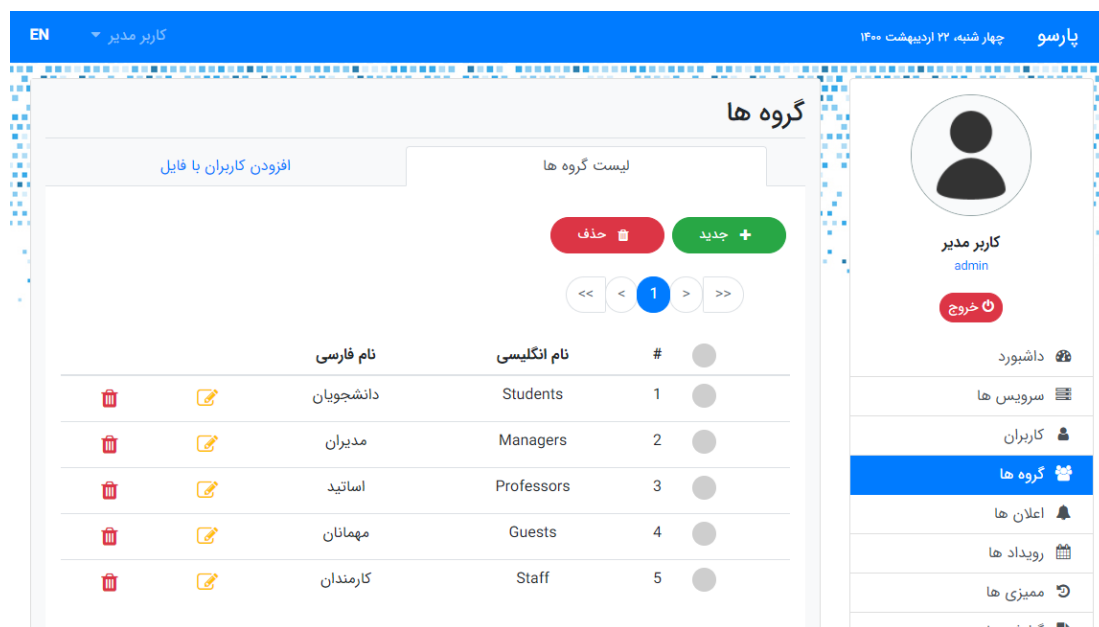 پارسو
چهار شنبه، ۲۲ اردیبهشت ۱۴۰۰
کاربر مدیر
EN
کاربر مدیر
admin
خروج
داشبورد
سرویس ها
کاربران
گروه ها
اعلان ها
رویداد ها
ممیزی ها
گروه ها
لیست گروه ها
افزودن کاربران با فایل
جدید
حذف
<< < 1 > >>
# نام انگلیسی نام فارسی
1 Students دانشجویان
2 Managers مدیران
3 Professors اساتید
4 Guests مهمانان
5 Staff کارمندان